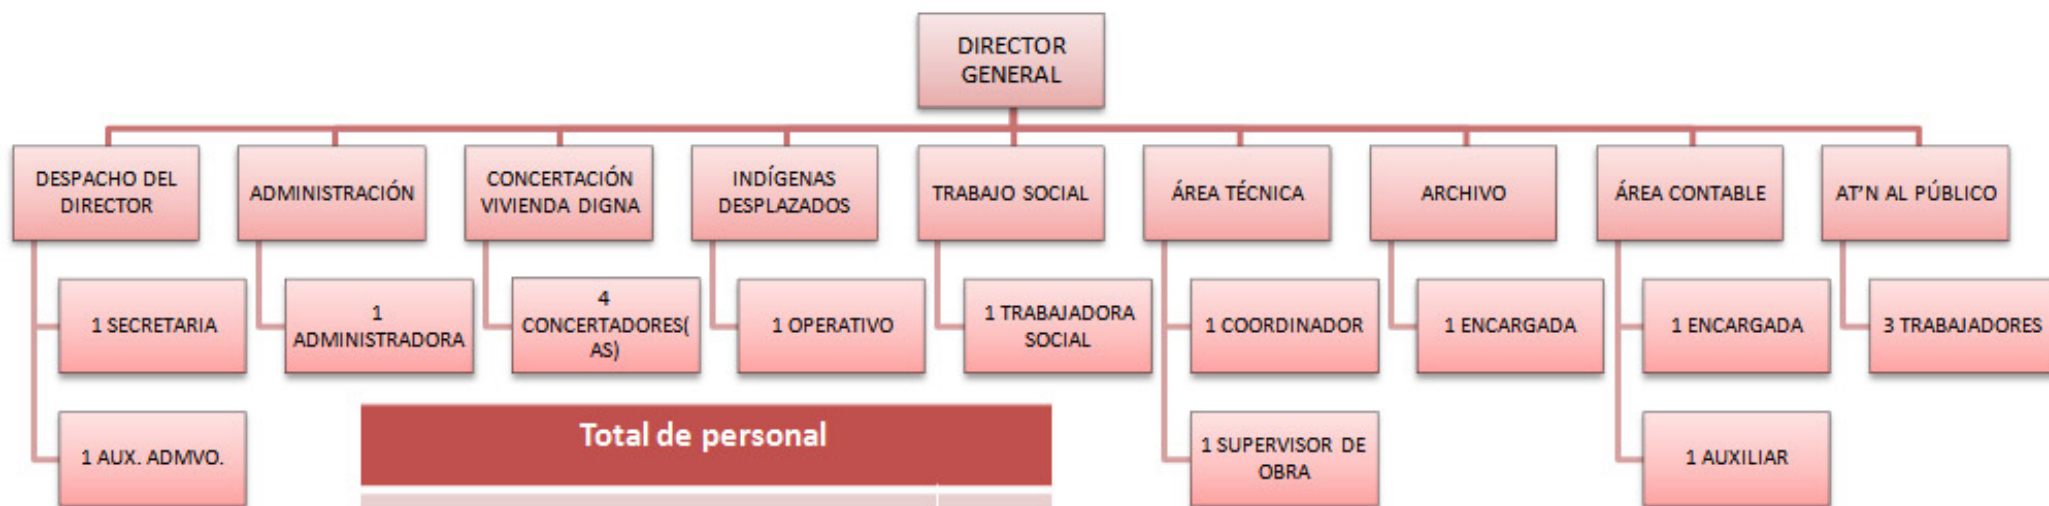 DIRECTOR
GENERAL
DESPACHO DEL
DIRECTOR
ADMINISTRACIÓN
CONCERTACIÓN
VIVIENDA DIGNA
INDÍGENAS
DESPLAZADOS
TRABAJO SOCIAL
ÁREA TÉCNICA
ARCHIVO
ÁREA CONTABLE
AT'N AL PÚBLICO
1 SECRETARIA
1
ADMINISTRADORA
4
CONCERTADORES(
AS)
1 OPERATIVO
1 TRABAJADORA
SOCIAL
1 COORDINADOR
1 ENCARGADA
1 ENCARGADA
3 TRABAJADORES
1 AUX. ADMVO.
Total de personal
1 SUPERVISOR DE
OBRA
1 AUXILIAR